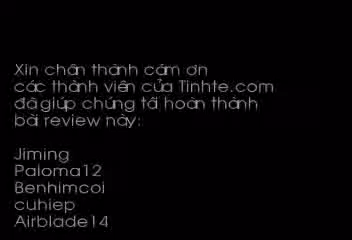 Xin chân thành cám ơn
các thành viên của Tinhte.com
đã giúp chúng tôi hoàn thành
bài review này:
Jiming
Paloma12
Benhimcoi
cuhiep
Airblade14